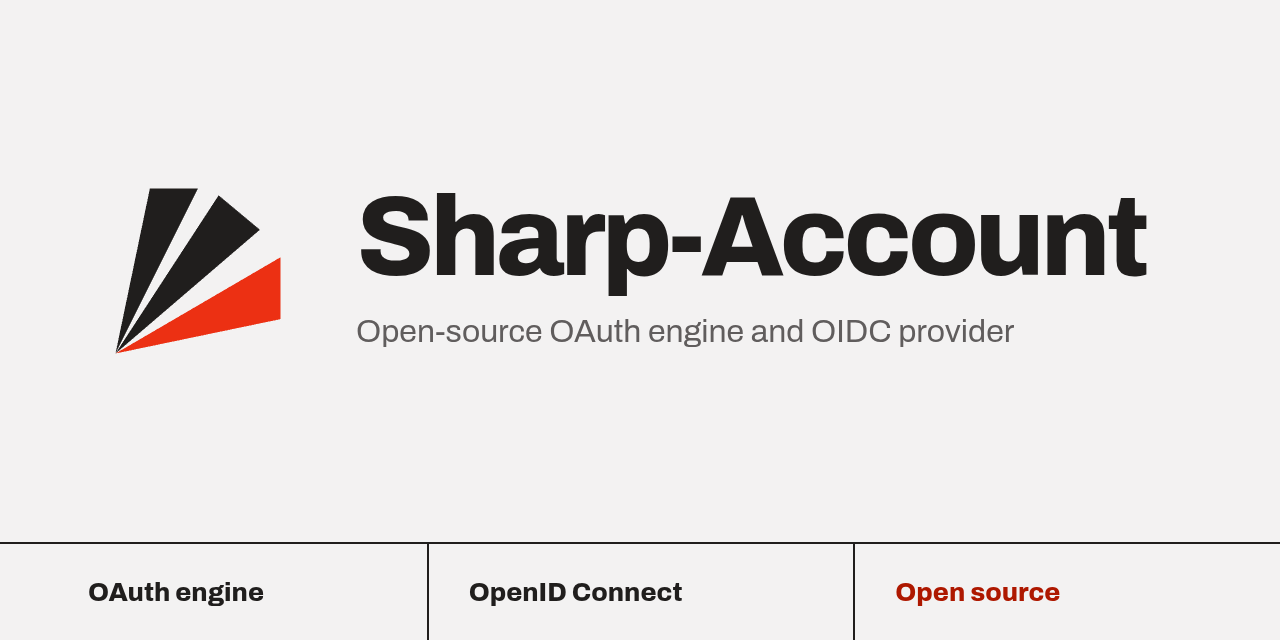 Sharp-Account
Open-source OAuth engine and OIDC provider
OAuth engine
OpenID Connect
Open source